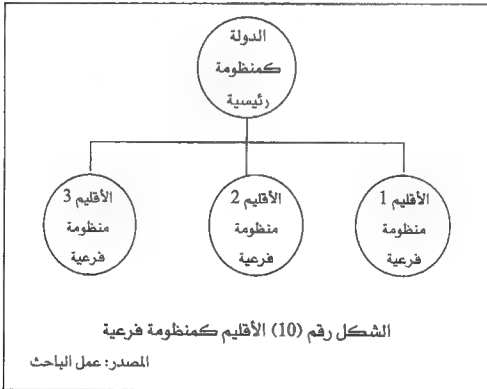 الدولة
كمنظومة
رئيسية
الأقليم 1
منظومة
فرعية
الأقليم 2
منظومة
فرعية
الأقليم 3
منظومة
فرعية
الشكل رقم (10) الأقليم كمنظومة فرعية
المصدر: عمل الباحث